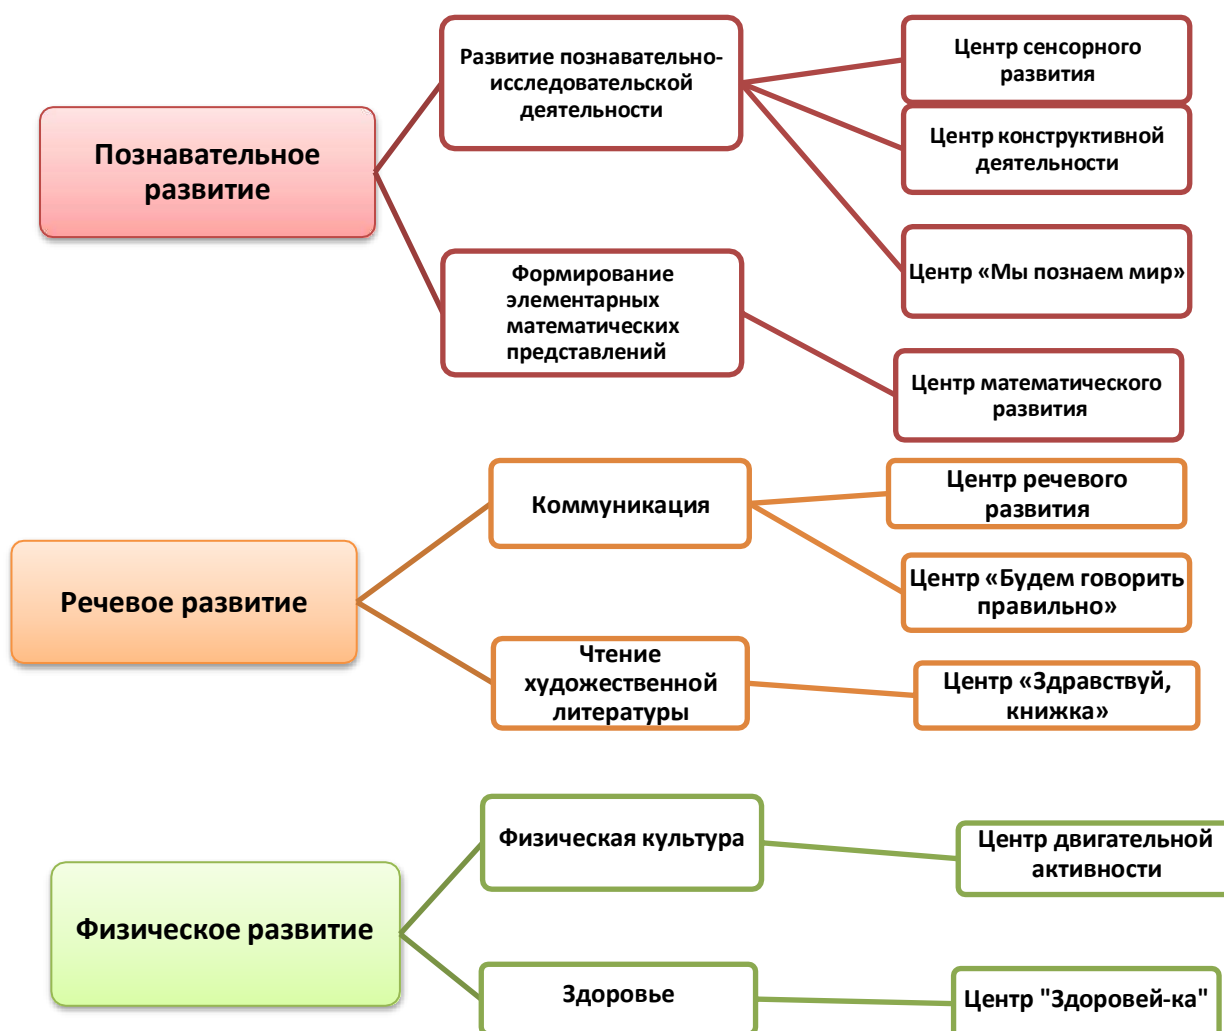 Познавательное
развитие
Развитие познавательно-
исследовательской
деятельности
Центр сенсорного
развития
Центр конструктивной
деятельности
Центр «Мы познаем мир»
Формирование
элементарных
математических
представлений
Центр математического
развития
Речевое развитие
Коммуникация
Центр речевого
развития
Центр «Будем говорить
правильно»
Чтение
художественной
литературы
Центр «Здравствуй,
книжка»
Физическое развитие
Физическая культура
Центр двигательной
активности
Здоровье
Центр "Здоровей-ка"